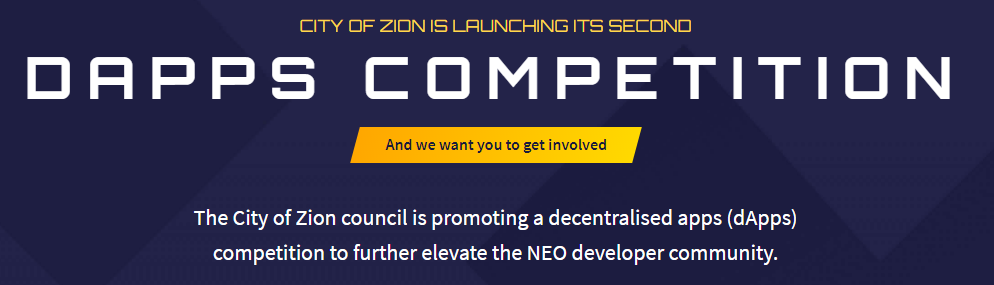 CITY OF ZION IS LAUNCHING ITS SECOND
DAPPS COMPETITION
And we want you to get involved
The City of Zion council is promoting a decentralised apps (dApps)
competition to further elevate the NEO developer community.